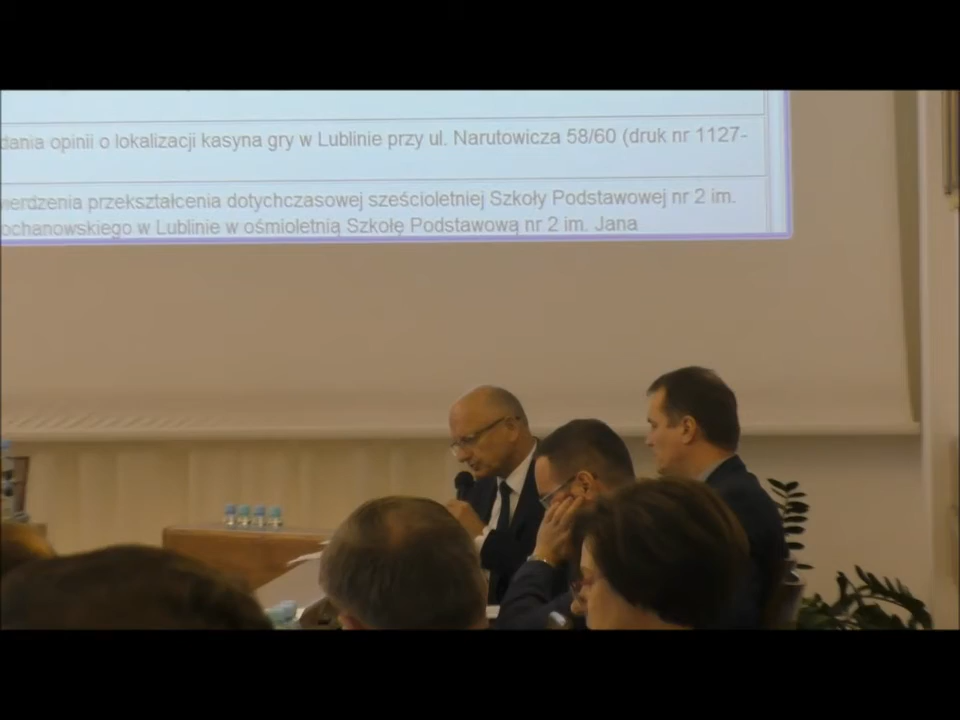 dania opinii o lokalizacji kasyna gry w Lublinie przy ul. Narutowicza 58/60 (druk nr 1127-
ierdzenia przekształcenia dotychczasowej sześcioletniej Szkoły Podstawowej nr 2 im.
ochanowskiego w Lublinie w ośmioletnią Szkołę Podstawową nr 2 im. Jana